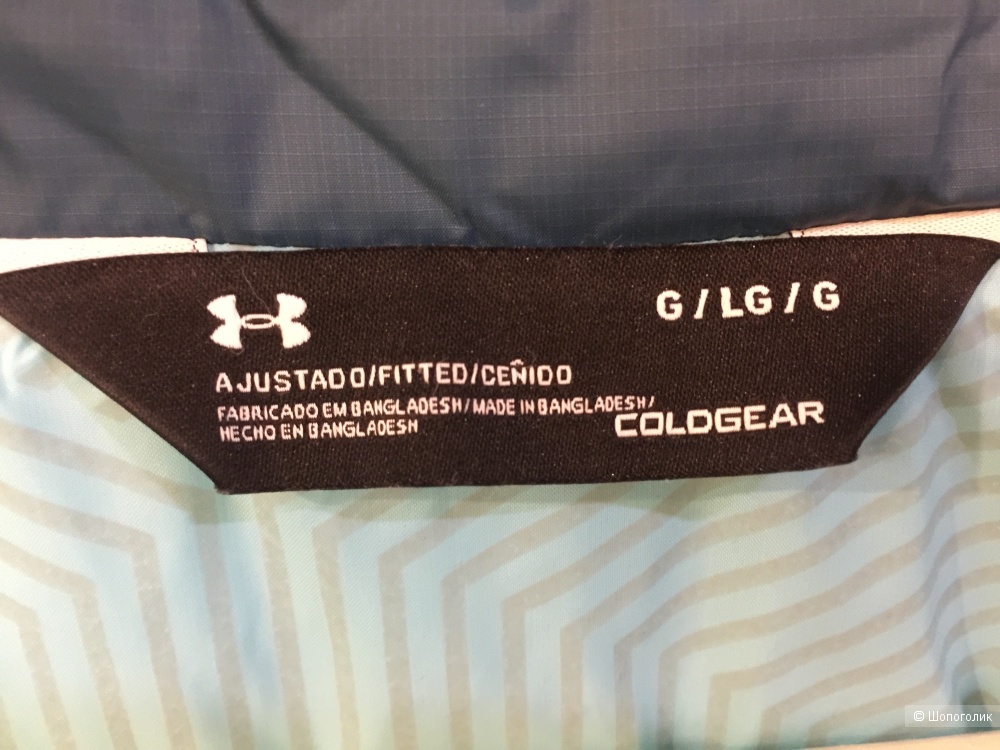 G / LG / G
AJUSTADO/FITTED/CEÑIDO
FABRICADO EM BANGLADESH/MADE IN BANGLADESH/
HECHO EN BANGLADESH
COLDGEAR
© Шопоголик